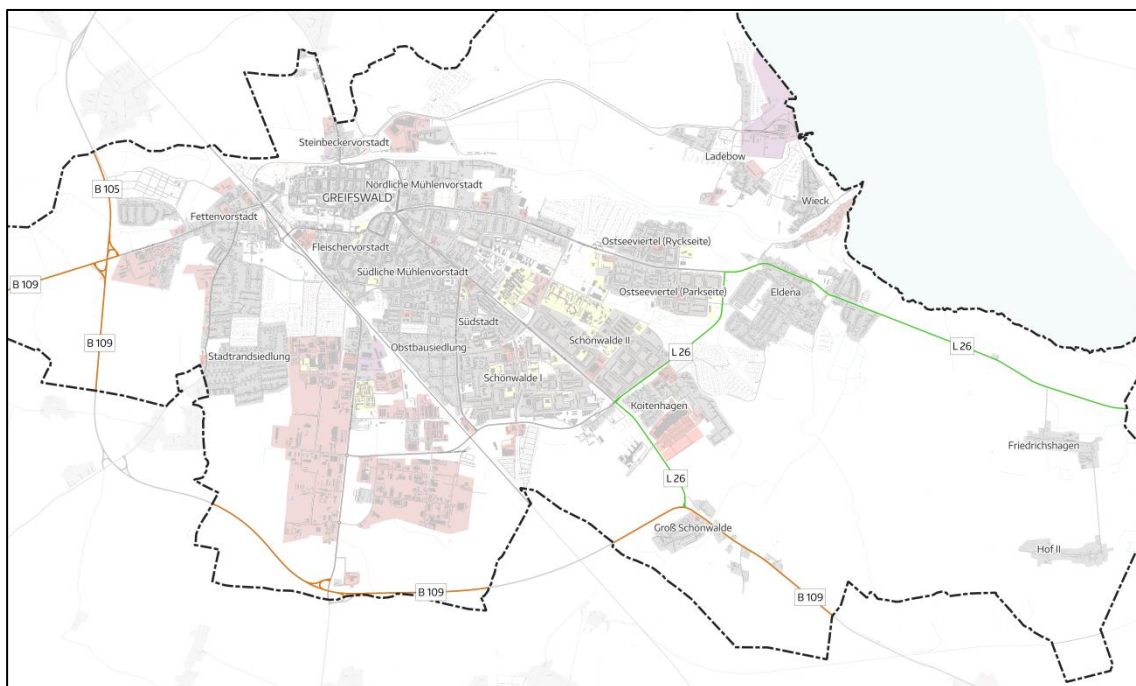 Steinbeckervorstadt
Ladebow
Nördliche Mühlenvorstadt
B 105
GREIFSWALD
Wieck
Fettenvorstadt
Fleischervorstadt
Ostseeviertel (Ryckseite)
Südliche Mühlenvorstadt
B 109
Ostseeviertel (Parkseite)
Eldena
Südstadt
B 109
Schönwalde II
Obstbausiedlung
L 26
L 26
Stadtrandsiedlung
Schönwalde I
Koitenhagen
Friedrichshagen
L 26
Groß Schönwalde
Hof II
B 109
B 109